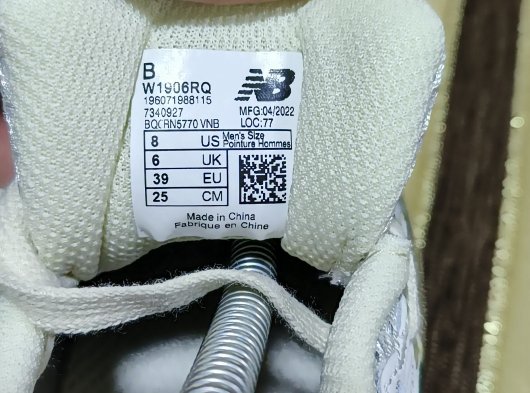 B
W1906RQ
196071988115
7340927
MFG:04/2022
BQ( RN5770 VNB
LOC:77
8 US Men's Size
Pointure Hommes
6 UK
39 EU
25 CM
Made in China
Fabrique en Chine
NB